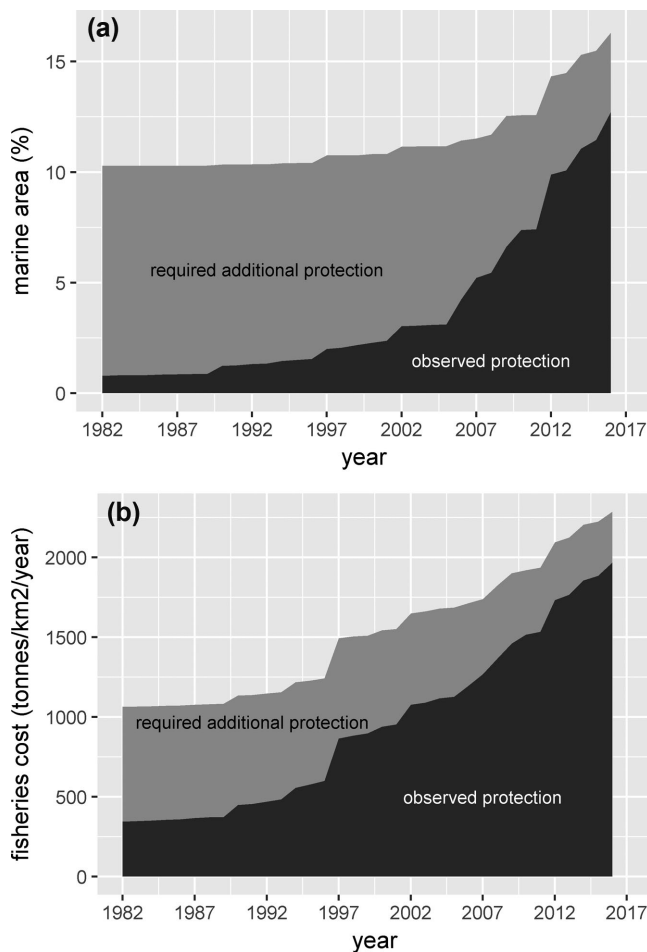 (a)
marine area (%)
15
10
5
0
required additional protection
observed protection
1982 1987 1992 1997 2002 2007 2012 2017
year
(b)
fisheries cost (tonnes/km2/year)
2000
1500
1000
500
0
required additional protection
observed protection
1982 1987 1992 1997 2002 2007 2012 2017
year